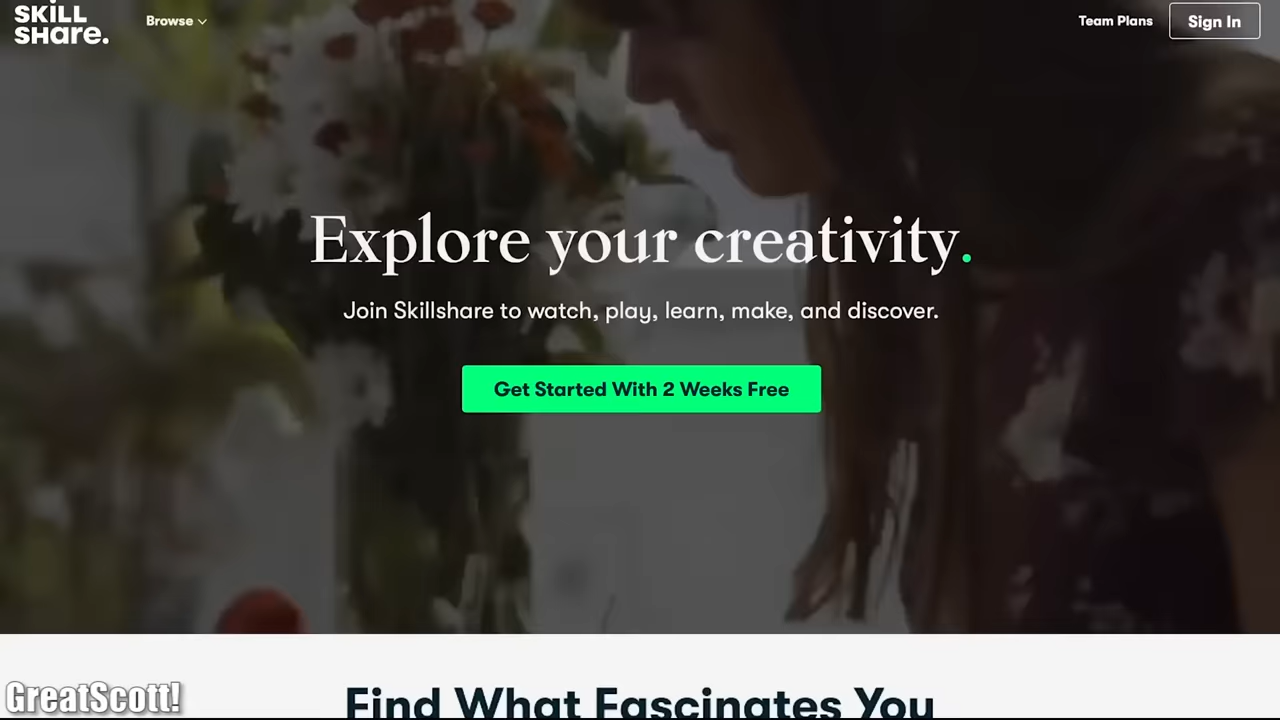 SKILL
SHare.
Browse
Team Plans
Sign In
Explore your creativity.
Join Skillshare to watch, play, learn, make, and discover.
Get Started With 2 Weeks Free
Find What Fascinates You
GreatScott!